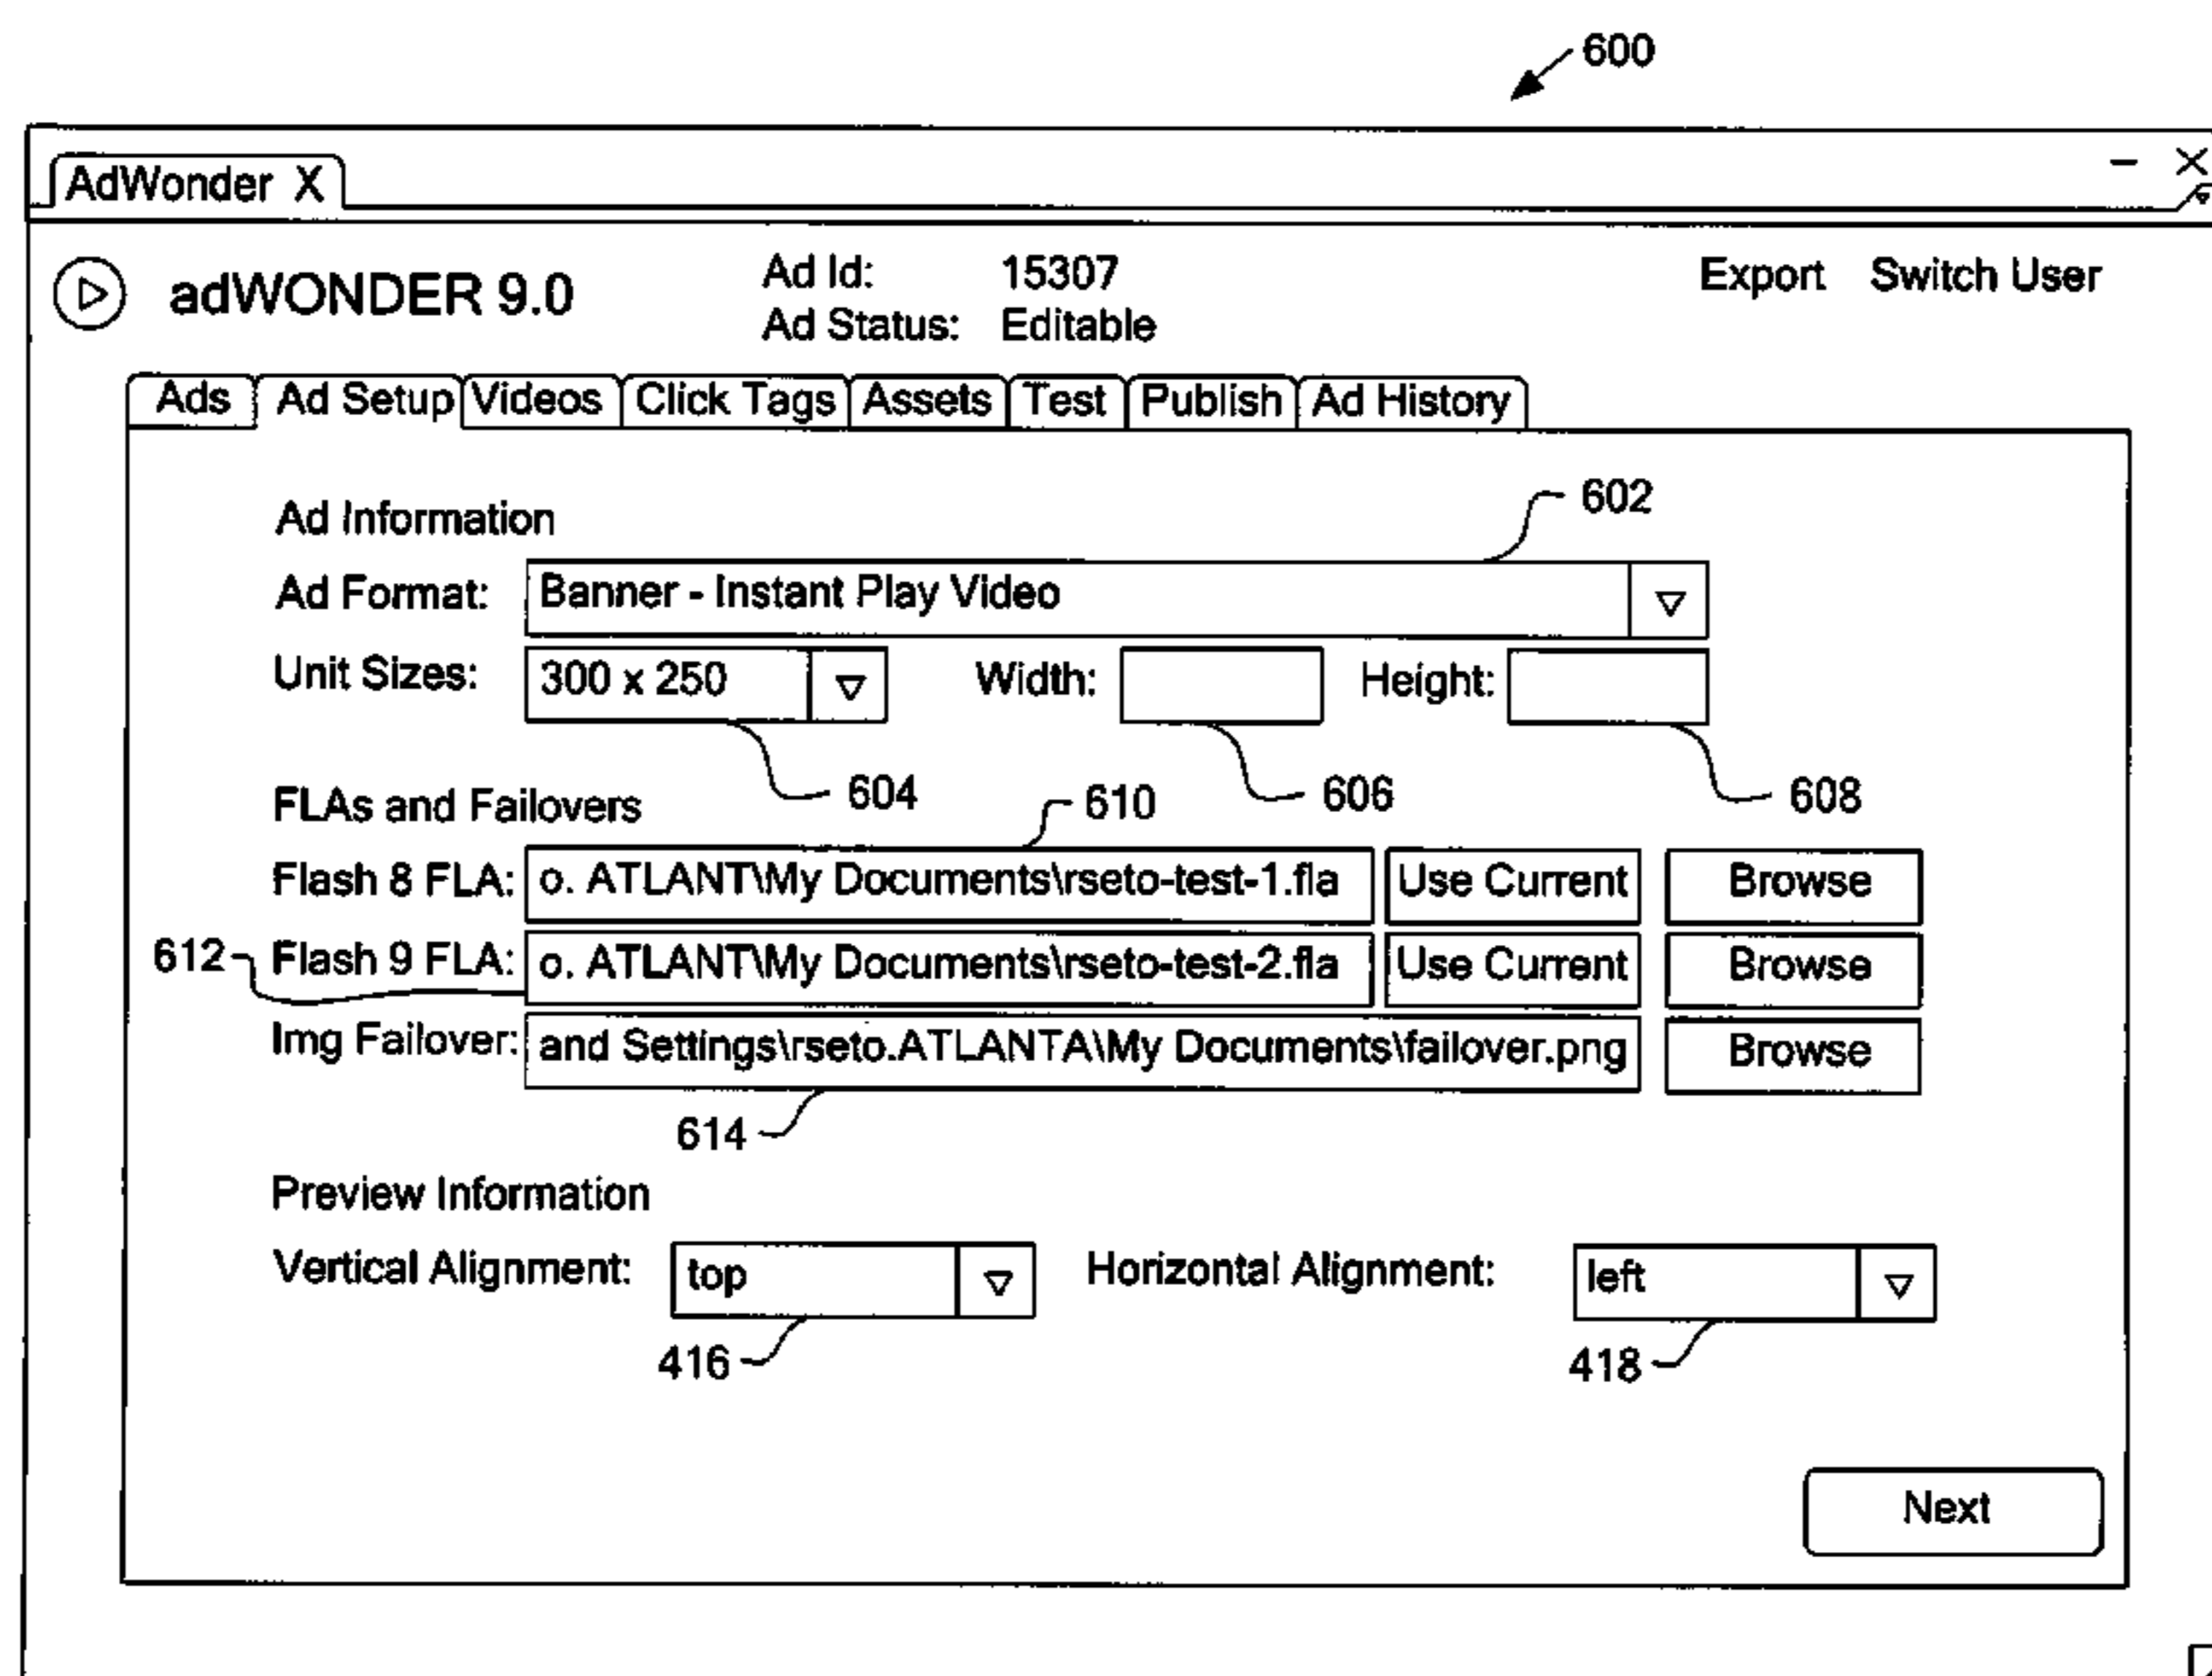 600
AdWonder X
adWONDER 9.0
Ad Id: 15307
Ad Status: Editable
Export Switch User
Ads Ad Setup Videos Click Tags Assets Test Publish Ad History
Ad Information
602
Ad Format: Banner - Instant Play Video
Unit Sizes: 300 x 250 Width: Height:
604 606 608
FLAs and Failovers
610
Flash 8 FLA: o. ATLANT\My Documents\rseto-test-1.fla Use Current Browse
612 Flash 9 FLA: o. ATLANT\My Documents\rseto-test-2.fla Use Current Browse
Img Failover: and Settings\rseto.ATLANTA\My Documents\failover.png Browse
614
Preview Information
Vertical Alignment: top Horizontal Alignment: left
416 418
Next